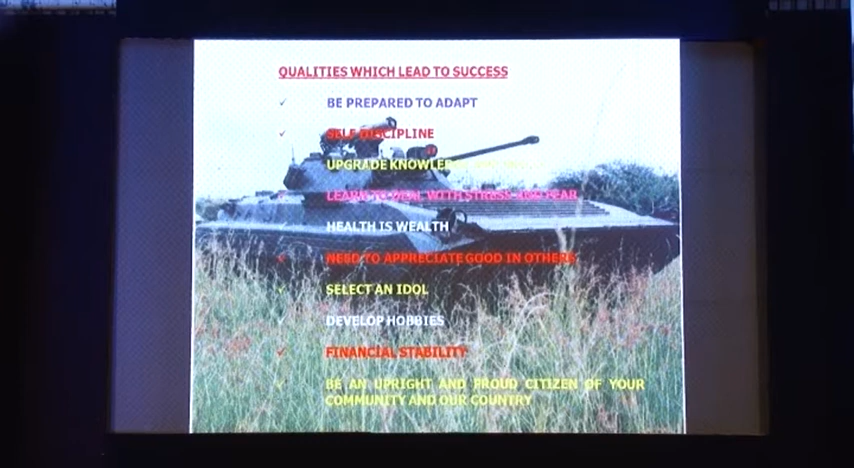 QUALITIES WHICH LEAD TO SUCCESS
BE PREPARED TO ADAPT
SELF DISCIPLINE
UPGRADE KNOWLEDGE
LEARN TO DEAL WITH STRESS AND FEAR
HEALTH IS WEALTH
NEED TO APPRECIATE GOOD IN OTHERS
SELECT AN IDOL
DEVELOP HOBBIES
FINANCIAL STABILITY
BE AN UPRIGHT AND PROUD CITIZEN OF YOUR
COMMUNITY AND OUR COUNTRY